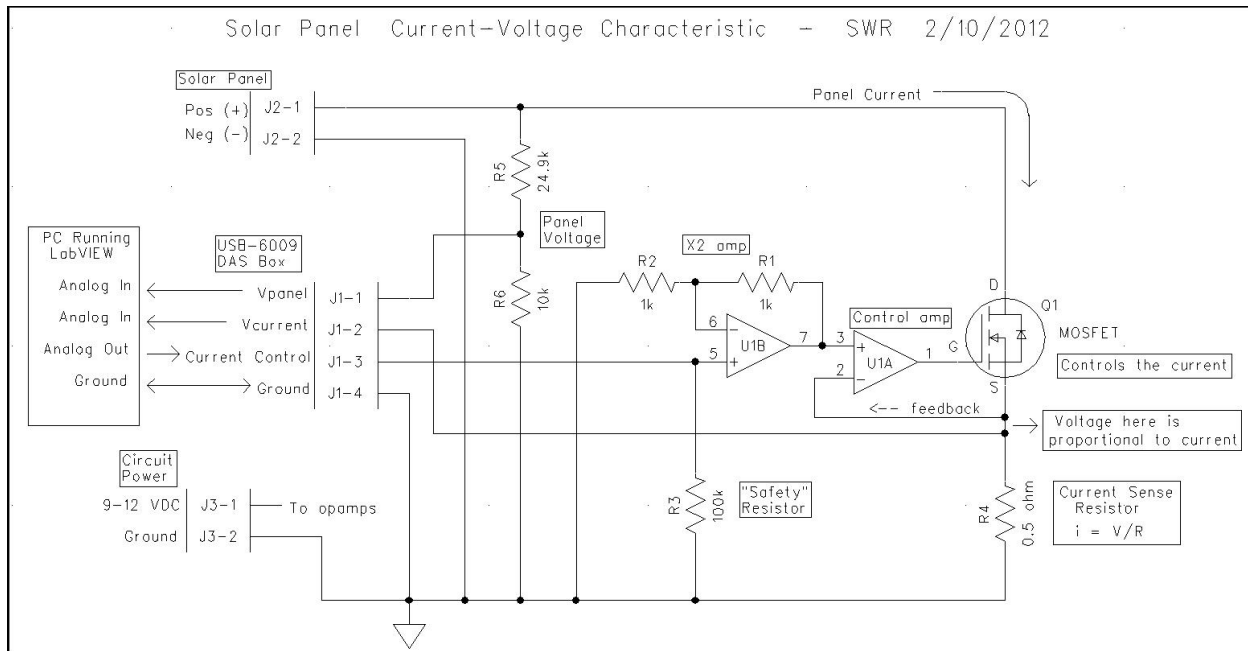 Solar Panel Current-Voltage Characteristic - SWR 2/10/2012
Solar Panel
Pos (+) J2-1
Neg (-) J2-2
Panel Current
R5
24.9k
Panel
Voltage
PC Running
LabVIEW
Analog In
Analog In
Analog Out
Ground
USB-6009
DAS Box
Vpanel J1-1
Vcurrent J1-2
Current Control J1-3
Ground J1-4
R6
10k
X2 amp
R2
1k
R1
1k
6
5
7
U1B
Control amp
3
2
1
U1A
D
G
S
Q1
MOSFET
Controls the current
<-- feedback
Voltage here is
proportional to current
Circuit
Power
9-12 VDC J3-1 To opamps
Ground J3-2
R3
100k
"Safety"
Resistor
R4
0.5 ohm
Current Sense
Resistor
i = V/R